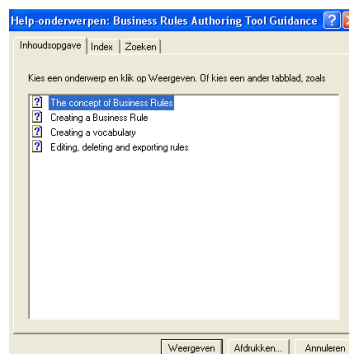 Help-onderwerpen: Business Rules Authoring Tool Guidance
Inhoudsopgave Index Zoeken
Kies een onderwerp en klik op Weergeven. Of kies een ander tabblad, zoals
The concept of Business Rules
Creating a Business Rule
Creating a vocabulary
Editing, deleting and exporting rules
Weergeven Afdrukken... Annuleren